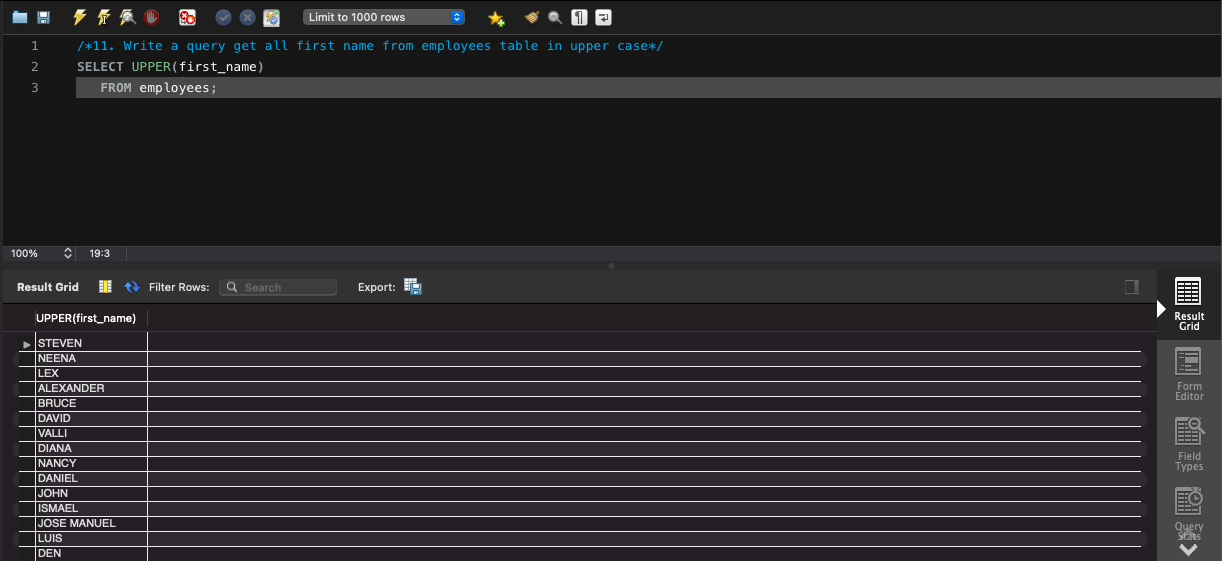 Limit to 1000 rows
1 /*11. Write a query get all first name from employees table in upper case*/
2 SELECT UPPER(first_name)
3 FROM employees;
100% 19:3
Result Grid Filter Rows: Search Export:
UPPER(first_name)
STEVEN
NEENA
LEX
ALEXANDER
BRUCE
DAVID
VALLI
DIANA
NANCY
DANIEL
JOHN
ISMAEL
JOSE MANUEL
LUIS
DEN
Result
Grid
Form
Editor
Field
Types
Query
Stats